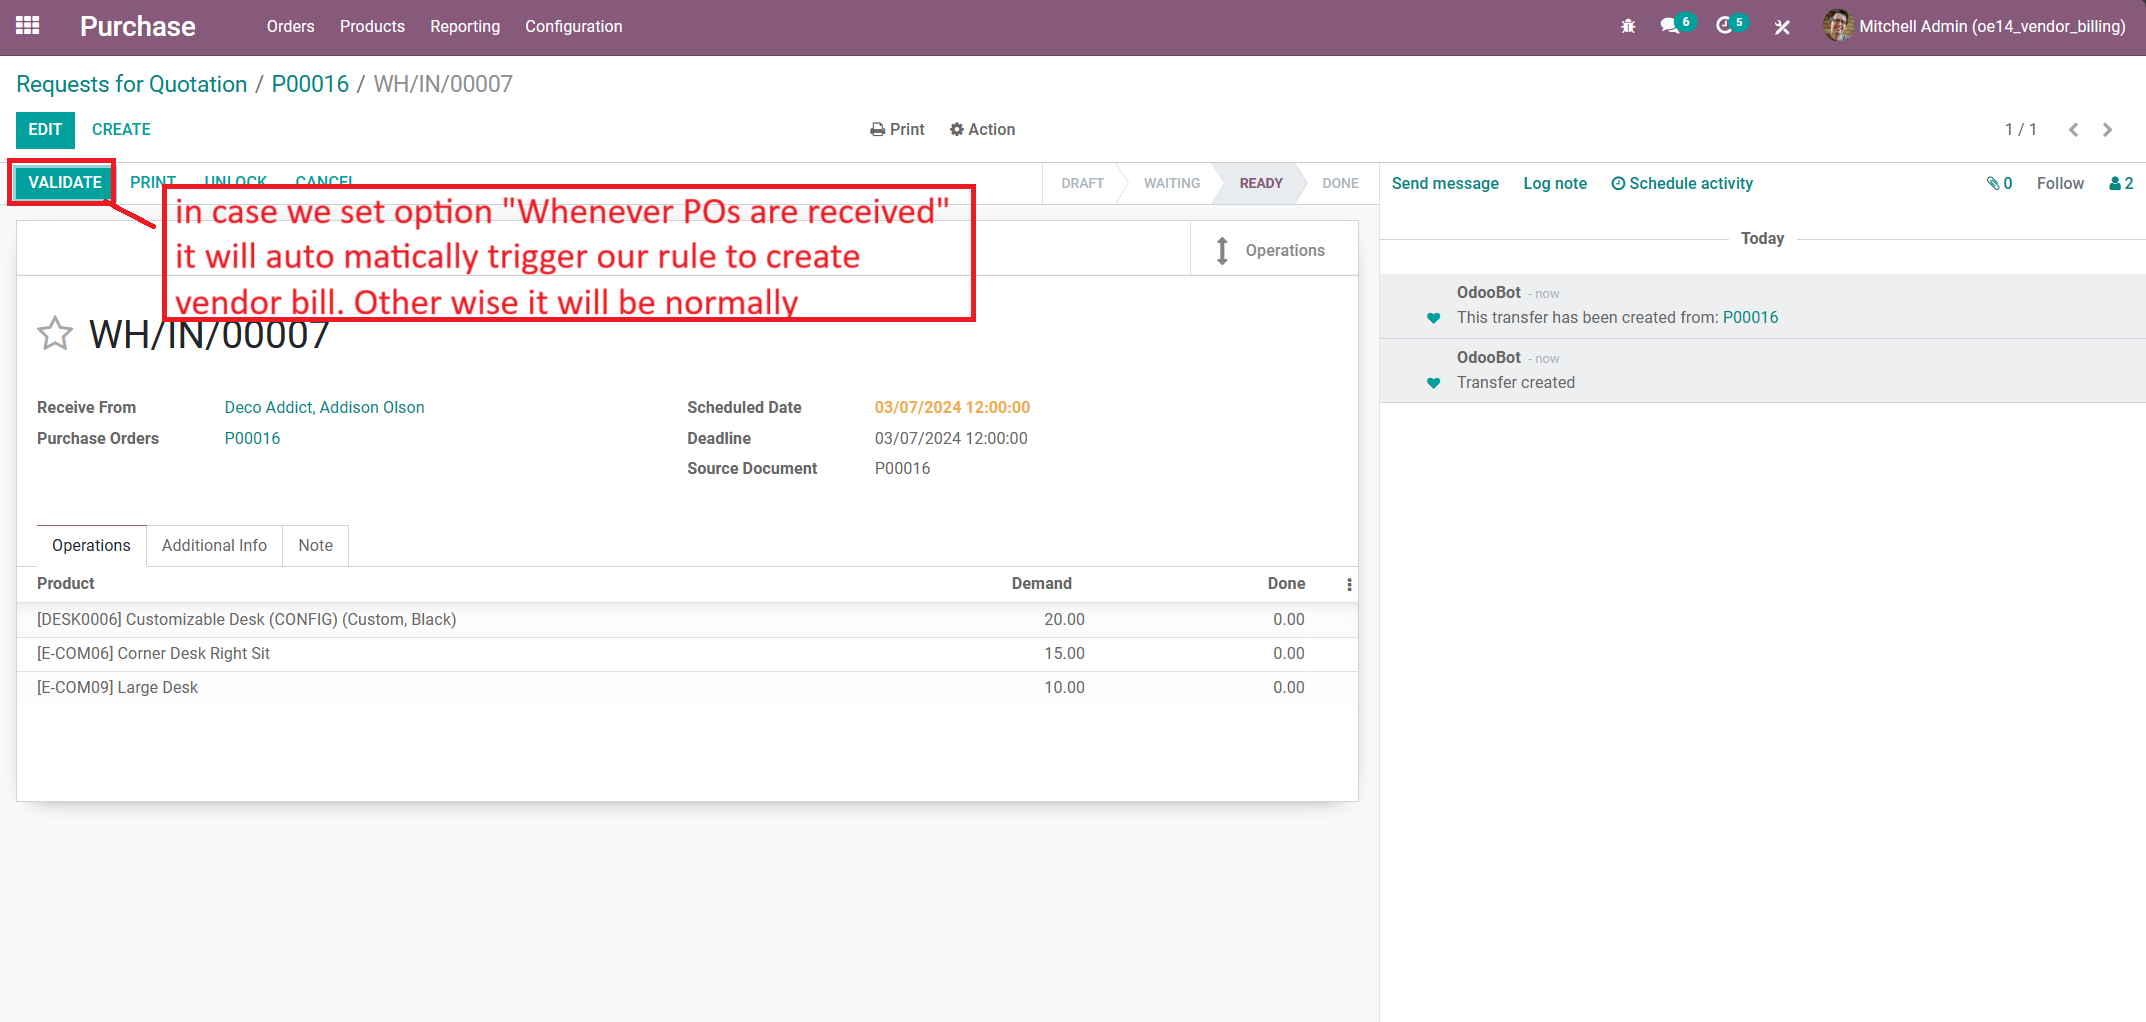 Purchase Orders Products Reporting Configuration 6 5 Mitchell Admin (oe14_vendor_billing)
Requests for Quotation / P00016 / WH/IN/00007
EDIT CREATE Print Action 1 / 1
VALIDATE PRINT UNLOCK CANCEL DRAFT WAITING READY DONE Send message Log note Schedule activity 0 Follow 2
in case we set option "Whenever POs are received"
it will auto matically trigger our rule to create
vendor bill. Other wise it will be normally
Operations
Today
WH/IN/00007
OdooBot - now
This transfer has been created from: P00016
OdooBot - now
Transfer created
Receive From Deco Addict, Addison Olson Scheduled Date 03/07/2024 12:00:00
Purchase Orders P00016 Deadline 03/07/2024 12:00:00
Source Document P00016
Operations Additional Info Note
Product Demand Done
[DESK0006] Customizable Desk (CONFIG) (Custom, Black) 20.00 0.00
[E-COM06] Corner Desk Right Sit 15.00 0.00
[E-COM09] Large Desk 10.00 0.00